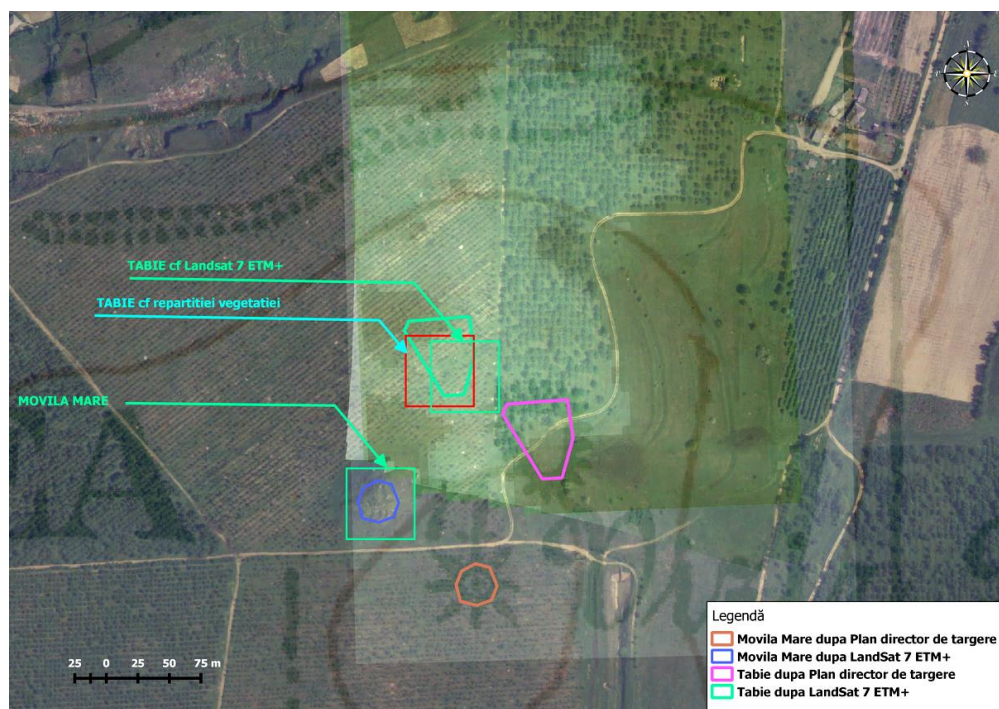 TABIE cf Landsat 7 ETM+
TABIE cf repartitiei vegetatiei
MOVILA MARE
25 0 25 50 75 m
Legendă
Movila Mare dupa Plan director de targere
Movila Mare dupa LandSat 7 ETM+
Tabie dupa Plan director de targere
Tabie dupa LandSat 7 ETM+